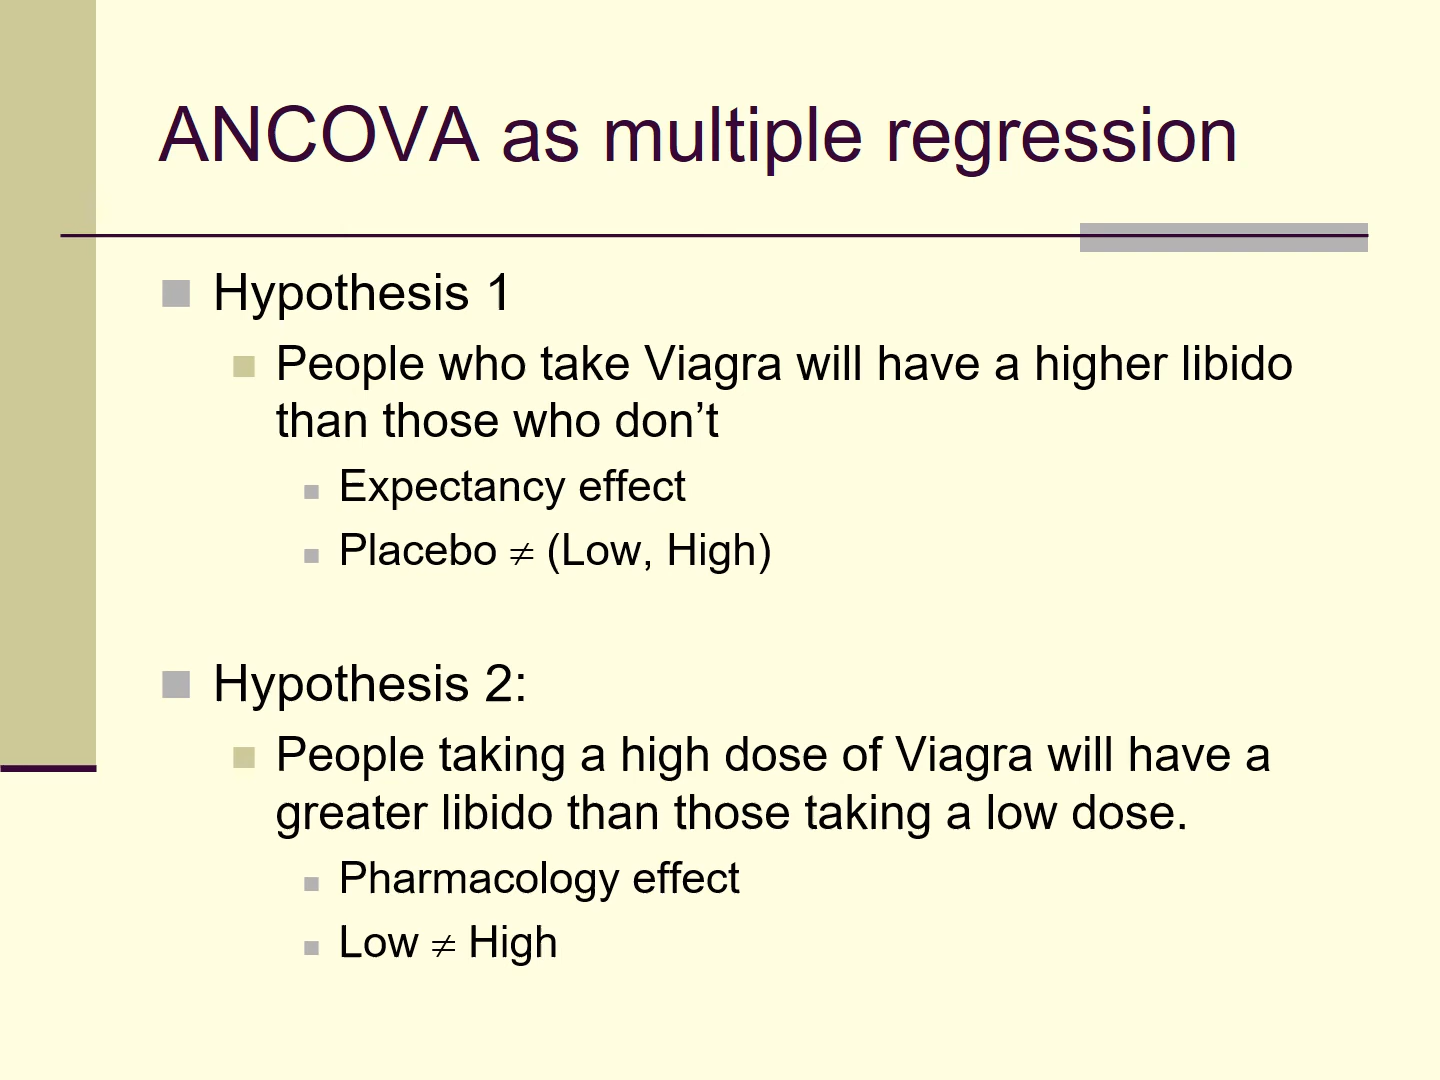 ANCOVA as multiple regression
Hypothesis 1
People who take Viagra will have a higher libido
than those who don’t
Expectancy effect
Placebo ≠ (Low, High)
Hypothesis 2:
People taking a high dose of Viagra will have a
greater libido than those taking a low dose.
Pharmacology effect
Low ≠ High